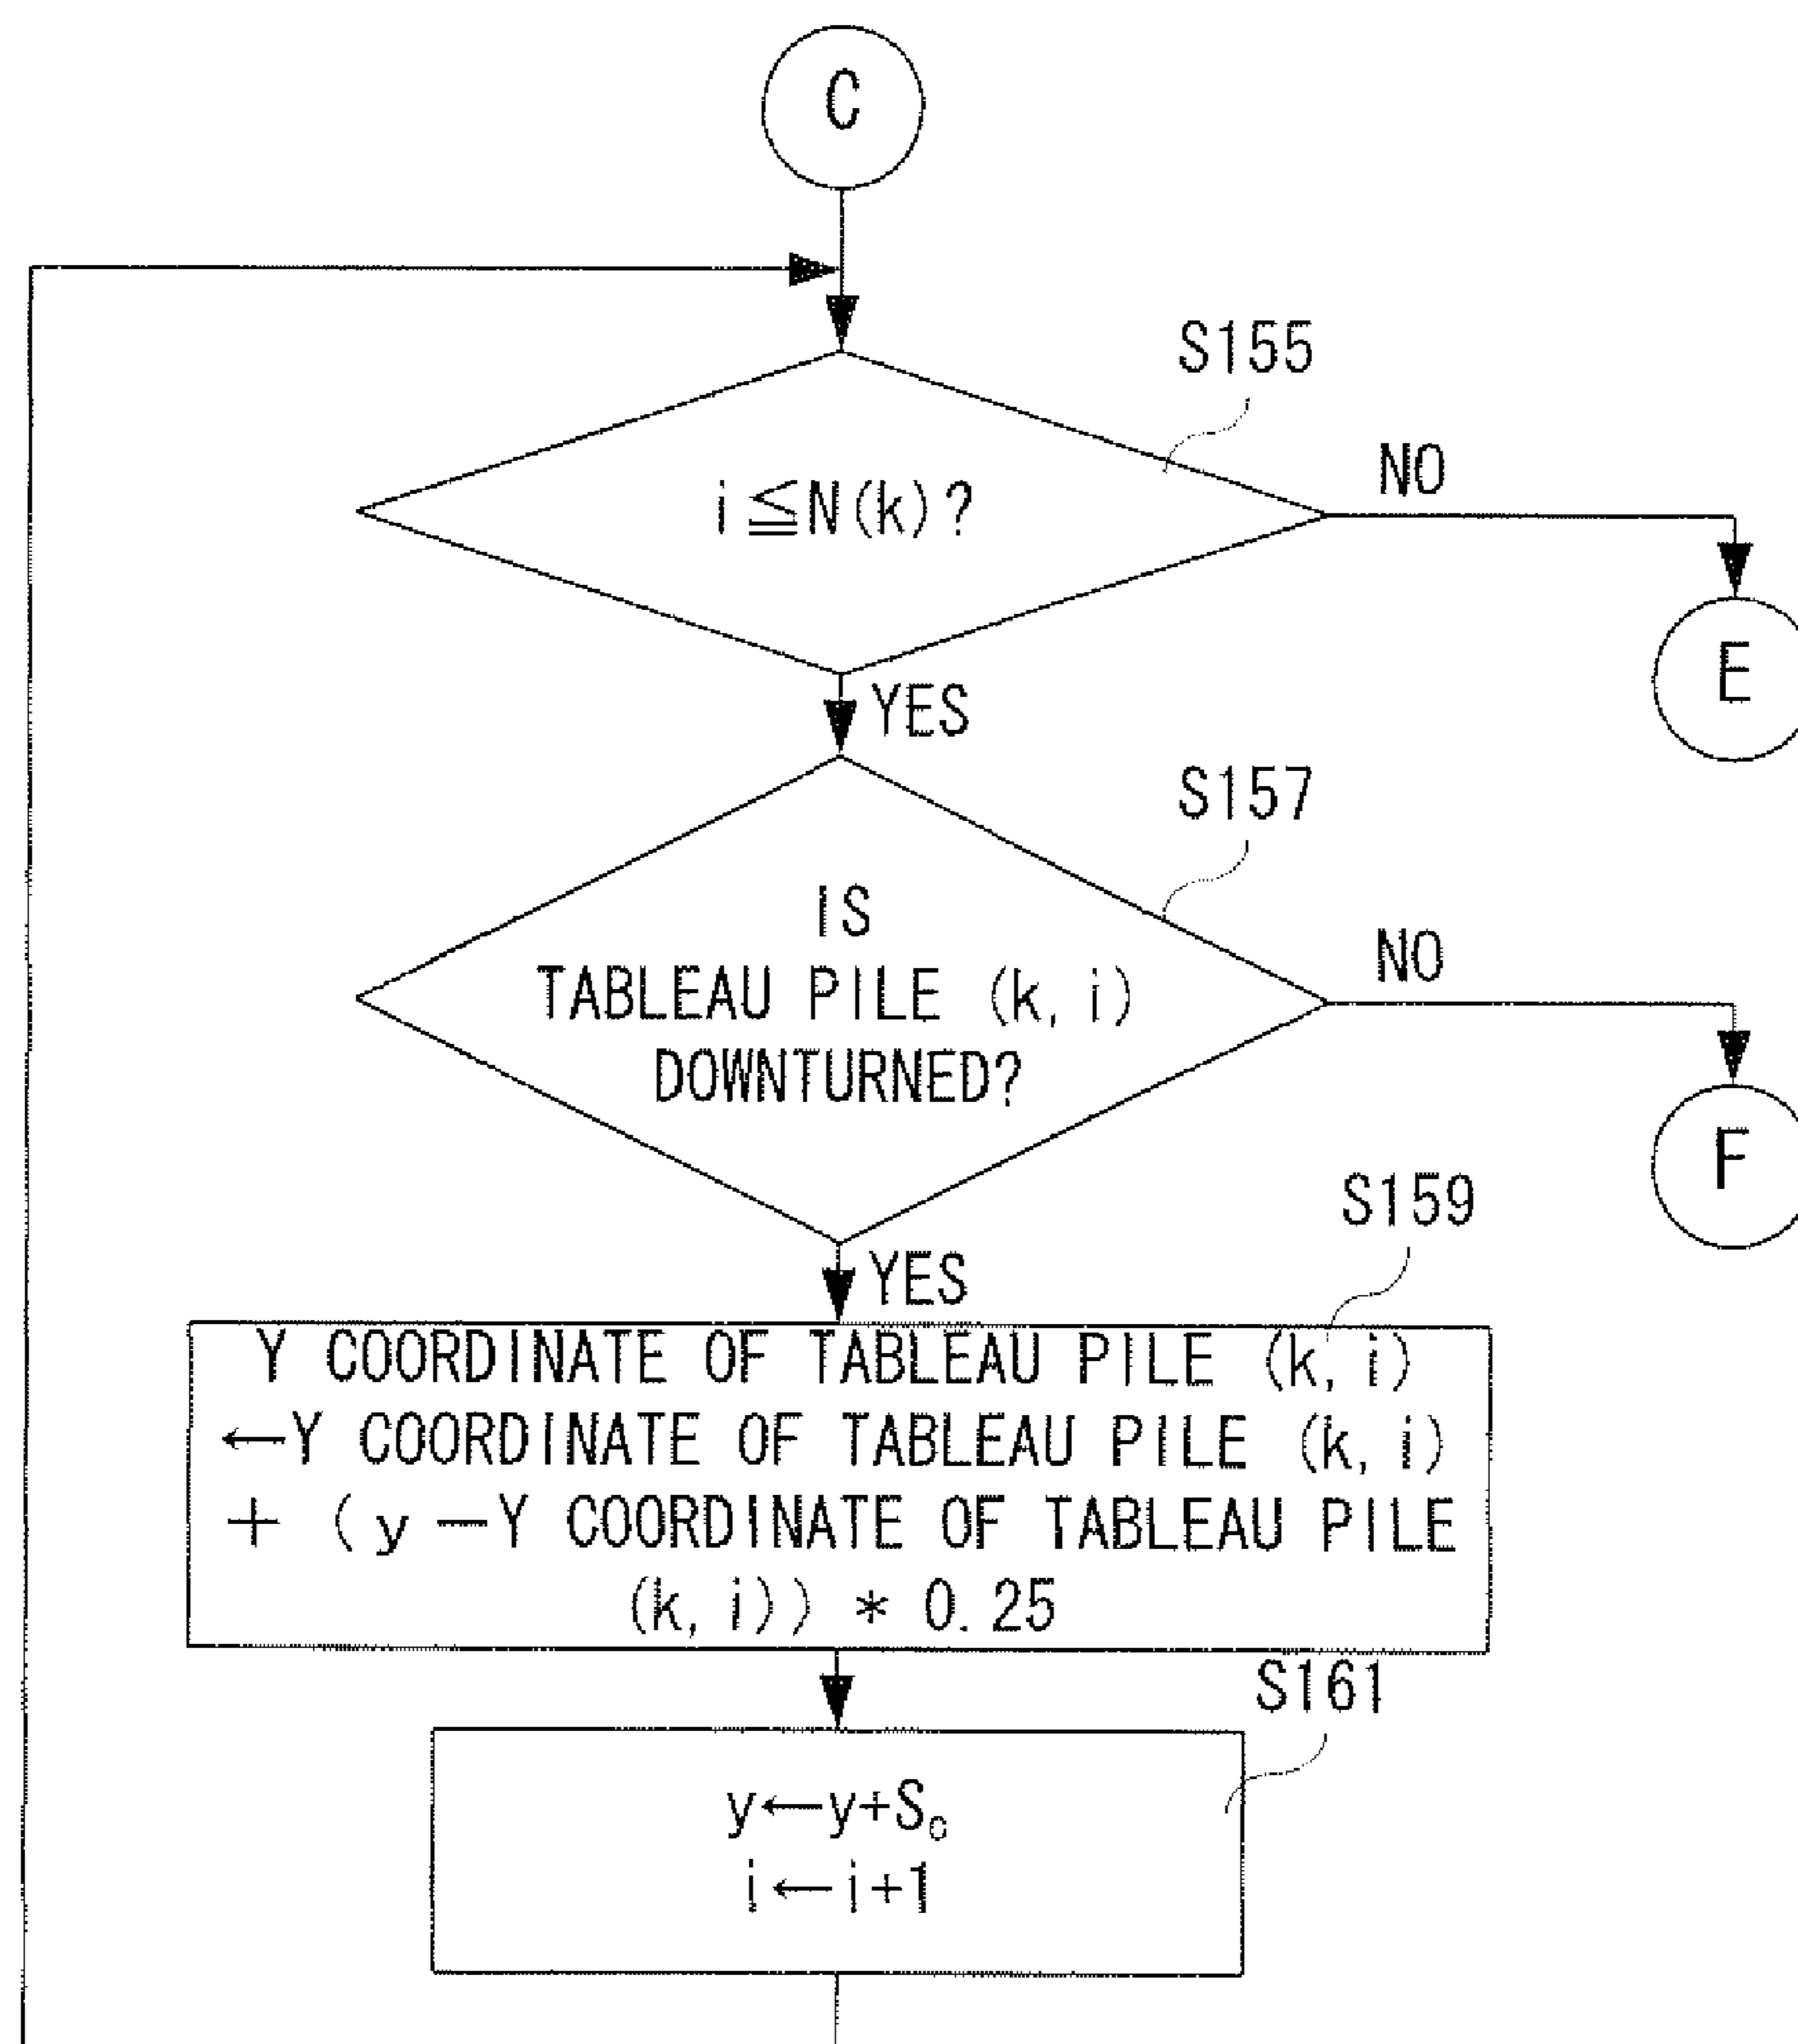 C
S155
i≦N(k)?
NO
E
YES
S157
IS
TABLEAU PILE (k, i)
DOWNTURNED?
NO
F
YES
S159
Y COORDINATE OF TABLEAU PILE (k, i)
←Y COORDINATE OF TABLEAU PILE (k, i)
+ (y－Y COORDINATE OF TABLEAU PILE
(k, i)) * 0.25
S161
y←y+Sc
i←i+1